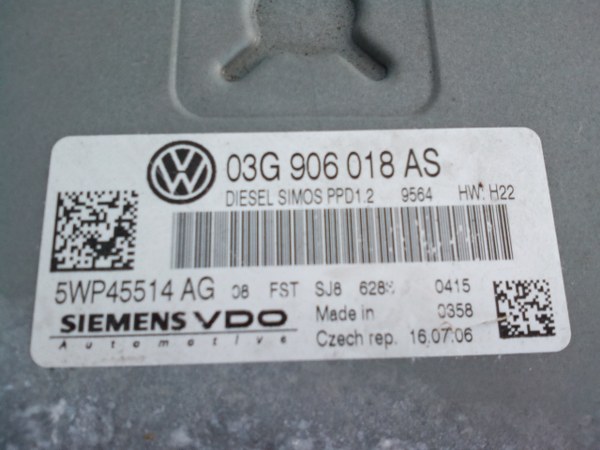 03G 906 018 AS
DIESEL SIMOS PPD1.2 9564 HW: H22
5WP45514 AG 08 FST SJ8 0415
SIEMENS VDO Made in 0358
Automotive Czech rep. 16.07.06